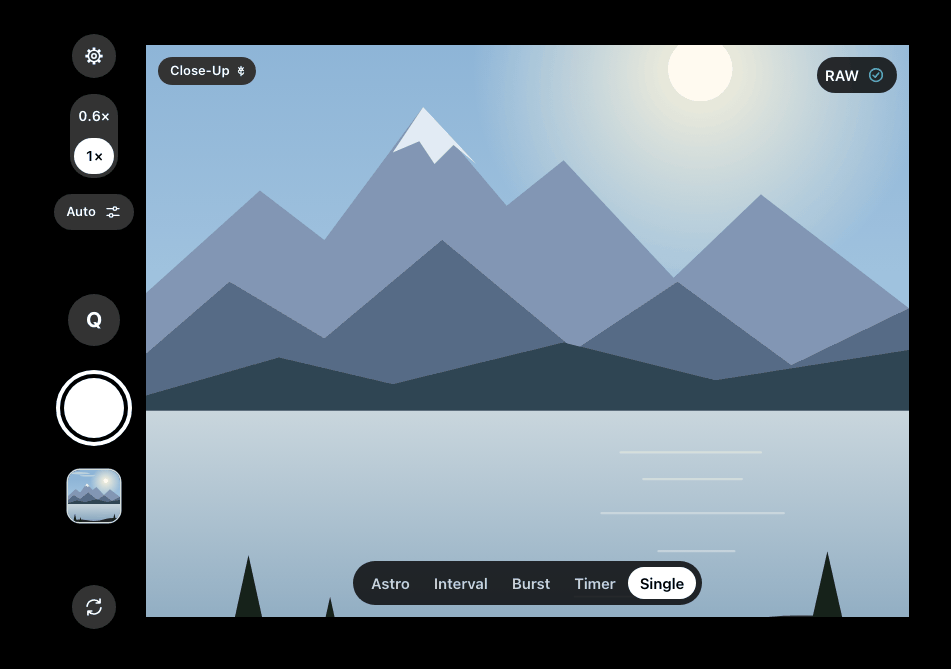 Close-Up
RAW
0.6×
1×
Auto
Q
Astro Interval Burst Timer Single